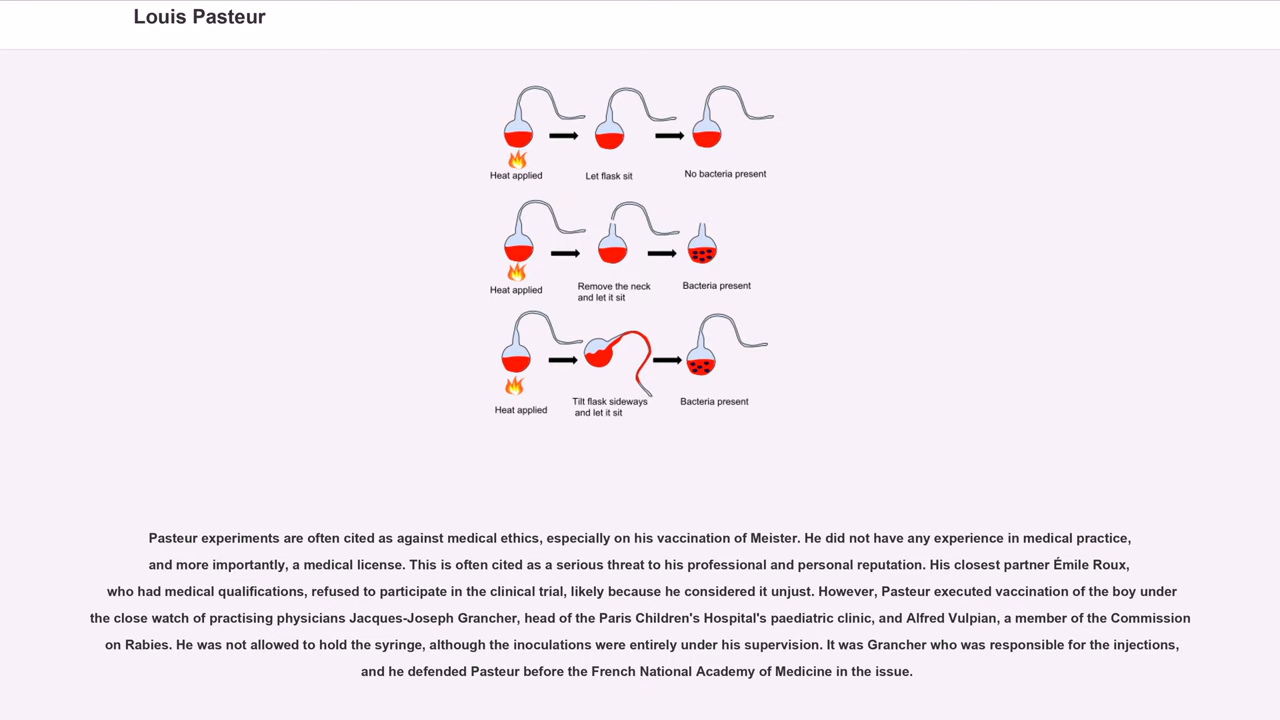 Louis Pasteur
Heat applied
Let flask sit
No bacteria present
Heat applied
Remove the neck
and let it sit
Bacteria present
Heat applied
Tilt flask sideways
and let it sit
Bacteria present
Pasteur experiments are often cited as against medical ethics, especially on his vaccination of Meister. He did not have any experience in medical practice,
and more importantly, a medical license. This is often cited as a serious threat to his professional and personal reputation. His closest partner Émile Roux,
who had medical qualifications, refused to participate in the clinical trial, likely because he considered it unjust. However, Pasteur executed vaccination of the boy under
the close watch of practising physicians Jacques-Joseph Grancher, head of the Paris Children's Hospital's paediatric clinic, and Alfred Vulpian, a member of the Commission
on Rabies. He was not allowed to hold the syringe, although the inoculations were entirely under his supervision. It was Grancher who was responsible for the injections,
and he defended Pasteur before the French National Academy of Medicine in the issue.